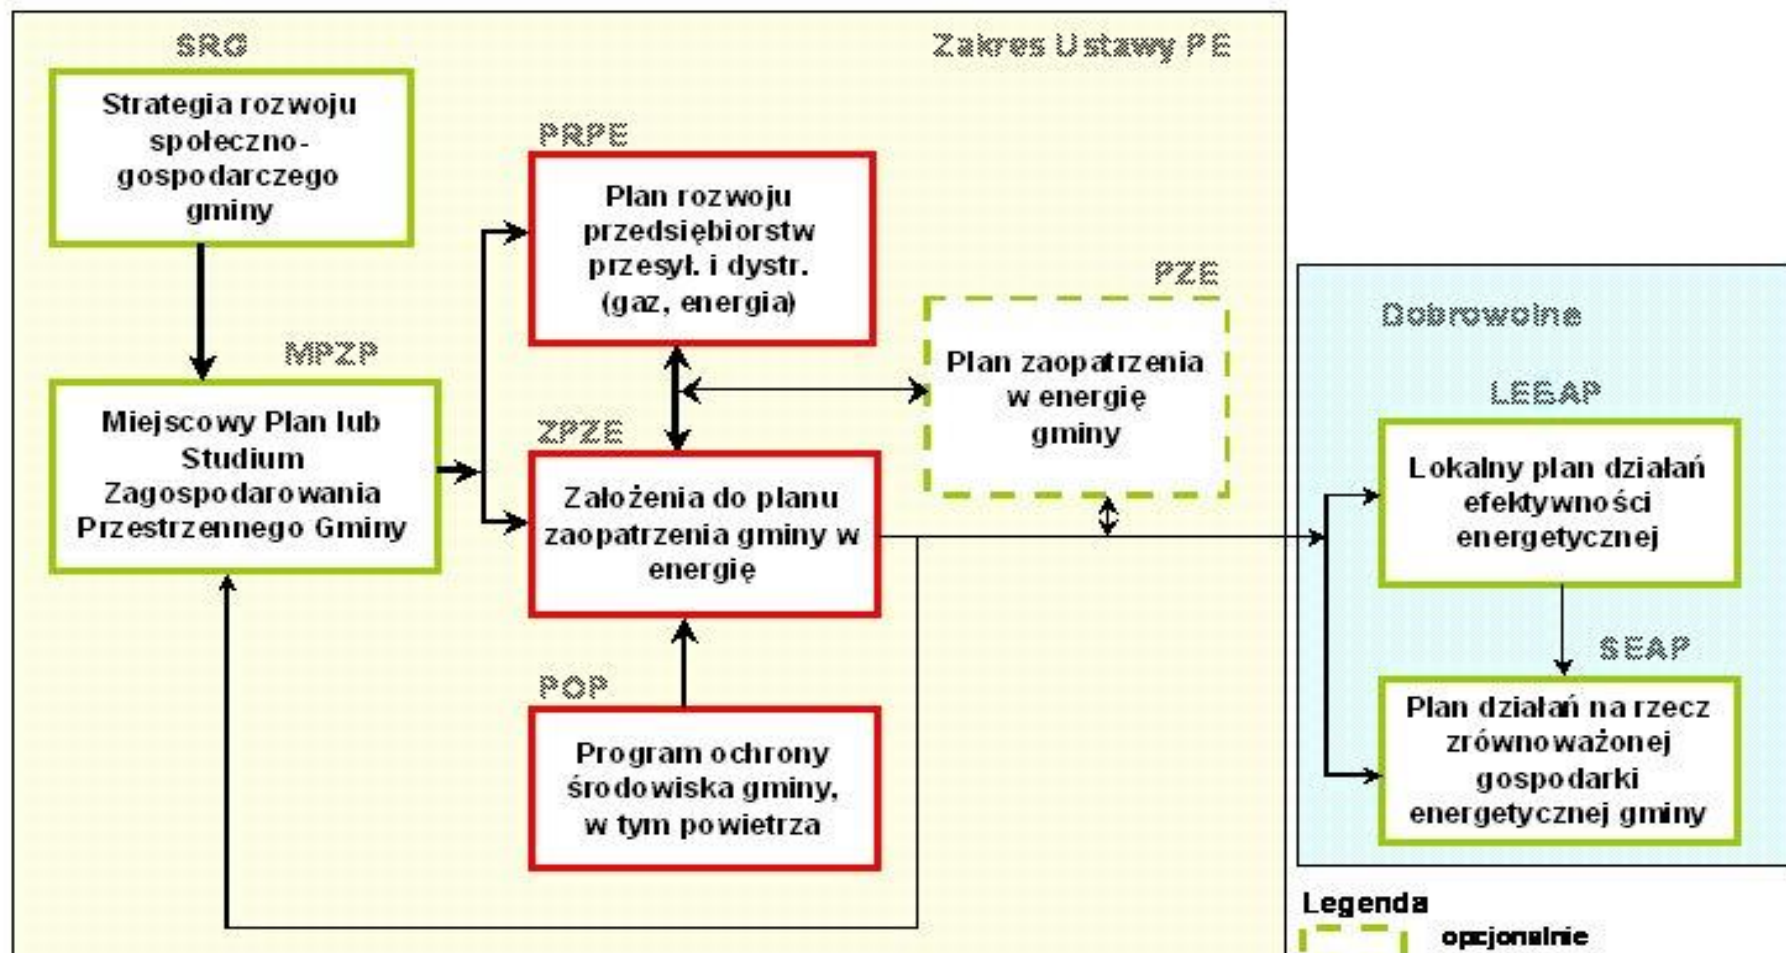 SRG
Zakres Ustawy PE
Strategia rozwoju
społeczno-
gospodarczego
gminy
PRPE
Plan rozwoju
przedsiębiorstw
przesył. i dystr.
(gaz, energia)
PZE
Plan zaopatrzenia
w energię
gminy
MPZP
Miejscowy Plan lub
Studium
Zagospodarowania
Przestrzennego Gminy
ZPZE
Założenia do planu
zaopatrzenia gminy w
energię
POP
Program ochrony
środowiska gminy,
w tym powietrza
Dobrowolne
LEEAP
Lokalny plan działań
efektywności
energetycznej
SEAP
Plan działań na rzecz
zrównoważonej
gospodarki
energetycznej gminy
Legenda
opcjonalnie